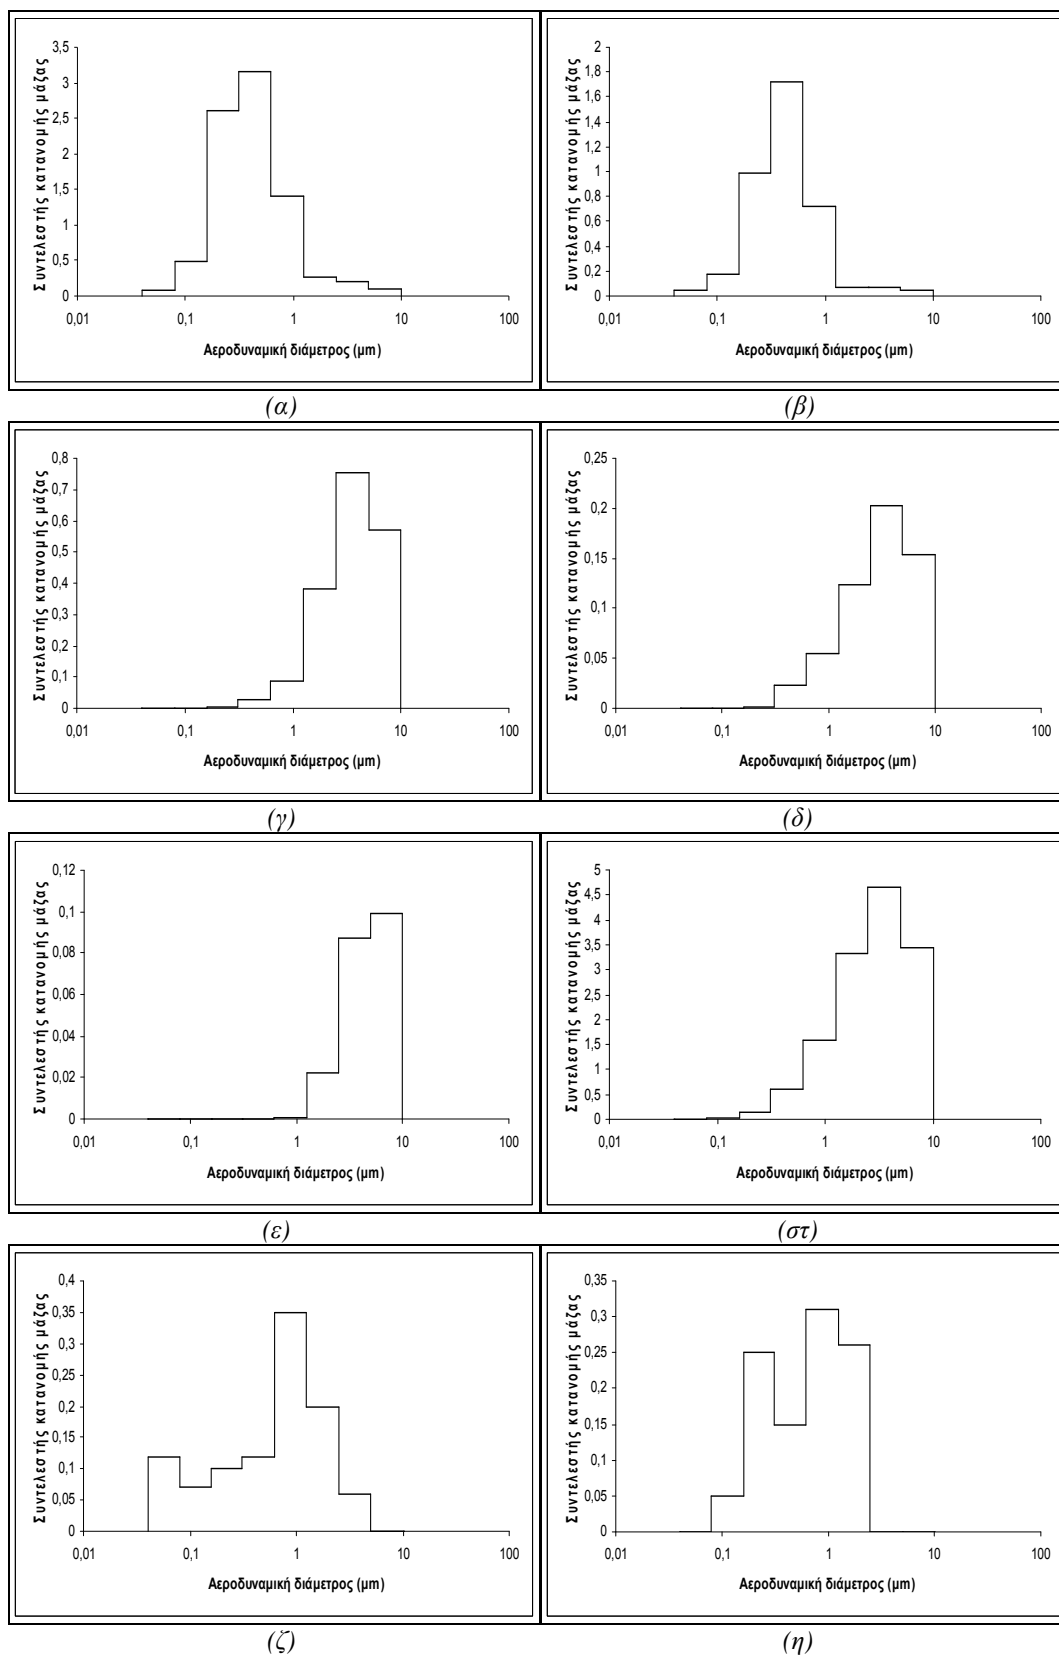 Συντελεστής κατανομής μάζας
3,5
3
2,5
2
1,5
1
0,5
0
0,01 0,1 1 10 100
Αεροδυναμική διάμετρος (μm)
(α)
Συντελεστής κατανομής μάζας
2
1,8
1,6
1,4
1,2
1
0,8
0,6
0,4
0,2
0
0,01 0,1 1 10 100
Αεροδυναμική διάμετρος (μm)
(β)
Συντελεστής κατανομής μάζας
0,8
0,7
0,6
0,5
0,4
0,3
0,2
0,1
0
0,01 0,1 1 10 100
Αεροδυναμική διάμετρος (μm)
(γ)
Συντελεστής κατανομής μάζας
0,25
0,2
0,15
0,1
0,05
0
0,01 0,1 1 10 100
Αεροδυναμική διάμετρος (μm)
(δ)
Συντελεστής κατανομής μάζας
0,12
0,1
0,08
0,06
0,04
0,02
0
0,01 0,1 1 10 100
Αεροδυναμική διάμετρος (μm)
(ε)
Συντελεστής κατανομής μάζας
5
4,5
4
3,5
3
2,5
2
1,5
1
0,5
0
0,01 0,1 1 10 100
Αεροδυναμική διάμετρος (μm)
(στ)
Συντελεστής κατανομής μάζας
0,4
0,35
0,3
0,25
0,2
0,15
0,1
0,05
0
0,01 0,1 1 10 100
Αεροδυναμική διάμετρος (μm)
(ζ)
Συντελεστής κατανομής μάζας
0,35
0,3
0,25
0,2
0,15
0,1
0,05
0
0,01 0,1 1 10 100
Αεροδυναμική διάμετρος (μm)
(η)